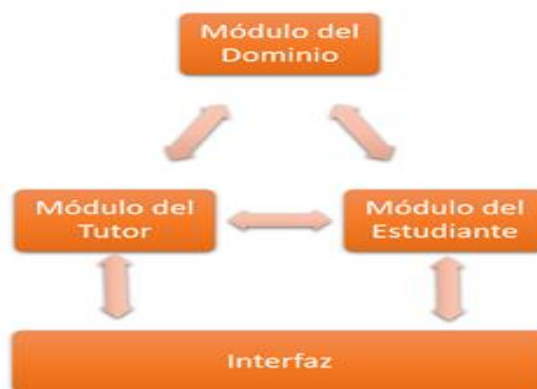 Módulo del
Dominio
Módulo del
Tutor
Módulo del
Estudiante
Interfaz